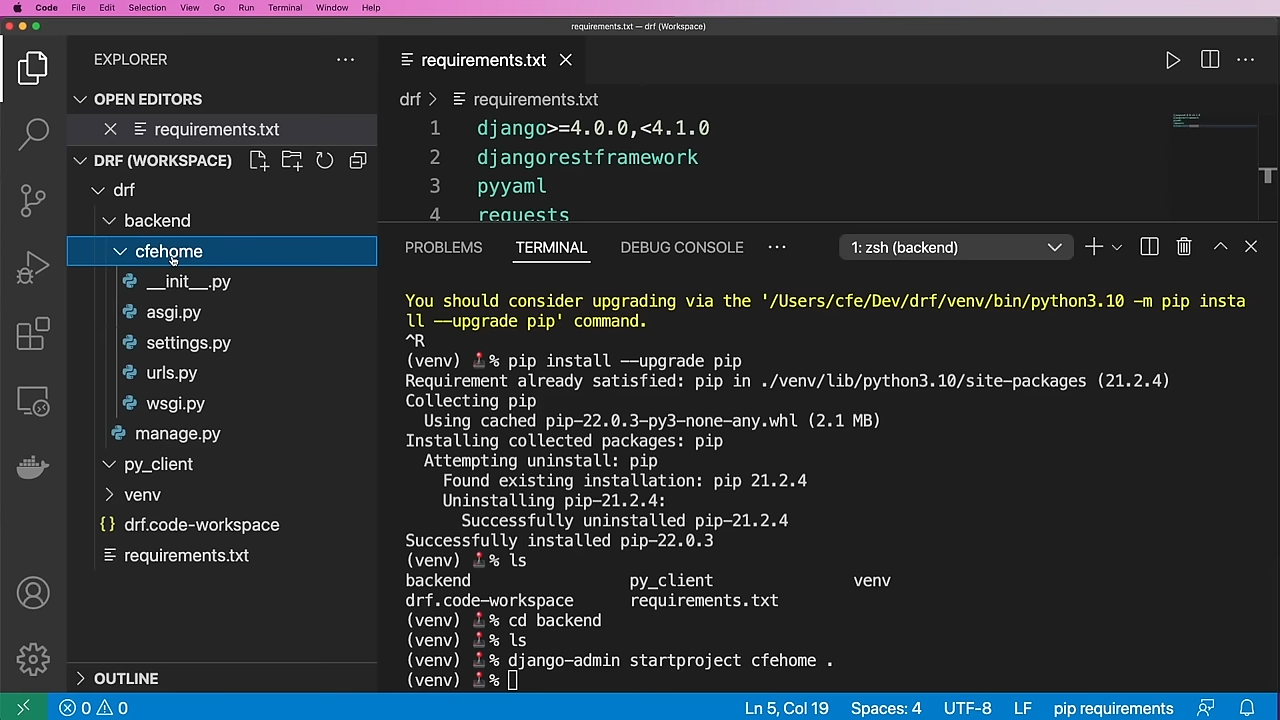 Code File Edit Selection View Go Run Terminal Window Help
requirements.txt — drf (Workspace)
EXPLORER
OPEN EDITORS
requirements.txt
DRF (WORKSPACE)
drf
backend
cfehome
__init__.py
asgi.py
settings.py
urls.py
wsgi.py
manage.py
py_client
venv
drf.code-workspace
requirements.txt
OUTLINE
requirements.txt
drf > requirements.txt
1 django>=4.0.0,<4.1.0
2 djangorestframework
3 pyyaml
4 requests
PROBLEMS TERMINAL DEBUG CONSOLE 1: zsh (backend)
You should consider upgrading via the '/Users/cfe/Dev/drf/venv/bin/python3.10 -m pip insta
ll --upgrade pip' command.
^R
(venv) 🕹% pip install --upgrade pip
Requirement already satisfied: pip in ./venv/lib/python3.10/site-packages (21.2.4)
Collecting pip
Using cached pip-22.0.3-py3-none-any.whl (2.1 MB)
Installing collected packages: pip
Attempting uninstall: pip
Found existing installation: pip 21.2.4
Uninstalling pip-21.2.4:
Successfully uninstalled pip-21.2.4
Successfully installed pip-22.0.3
(venv) 🕹% ls
backend py_client venv
drf.code-workspace requirements.txt
(venv) 🕹% cd backend
(venv) 🕹% ls
(venv) 🕹% django-admin startproject cfehome .
(venv) 🕹%
0 0 Ln 5, Col 19 Spaces: 4 UTF-8 LF pip requirements